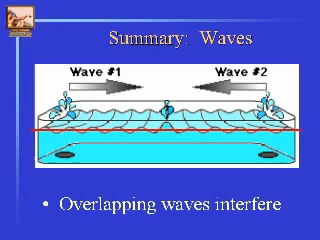 Summary: Waves
Wave #1 Wave #2
• Overlapping waves interfere